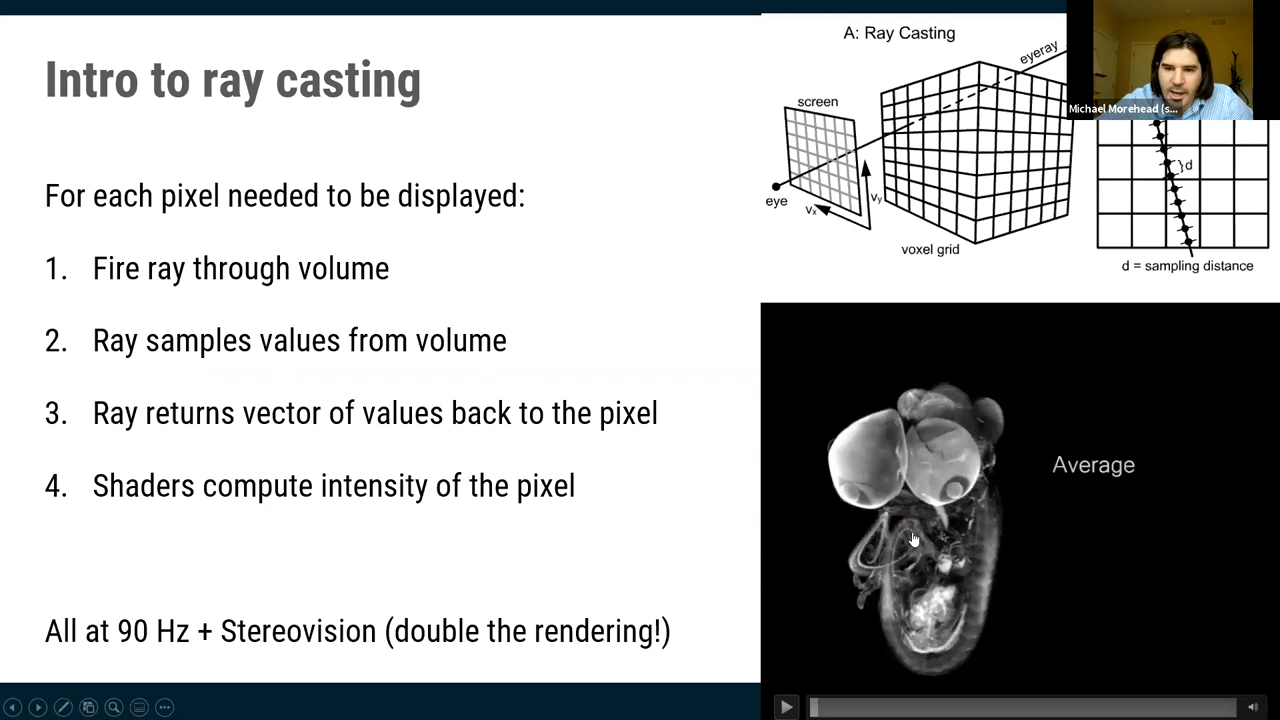 Intro to ray casting
For each pixel needed to be displayed:
1. Fire ray through volume
2. Ray samples values from volume
3. Ray returns vector of values back to the pixel
4. Shaders compute intensity of the pixel
All at 90 Hz + Stereovision (double the rendering!)
A: Ray Casting
eyeray
screen
eye
vx
vy
voxel grid
d
d = sampling distance
Michael Morehead (s...
Average